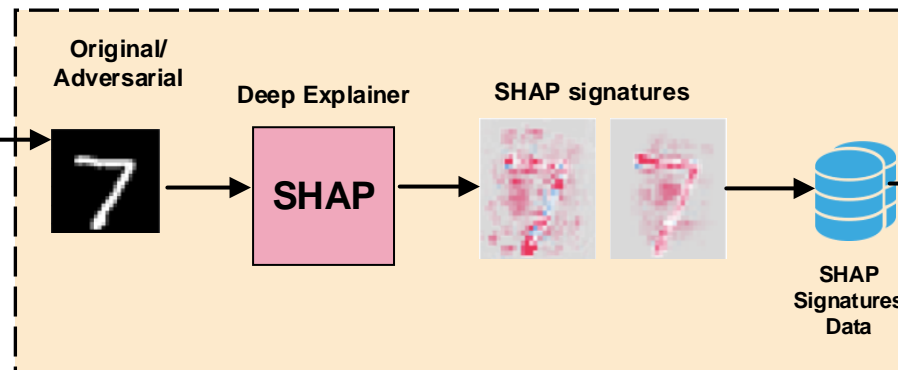 Original/
Adversarial
Deep Explainer
SHAP signatures
SHAP
SHAP
Signatures
Data